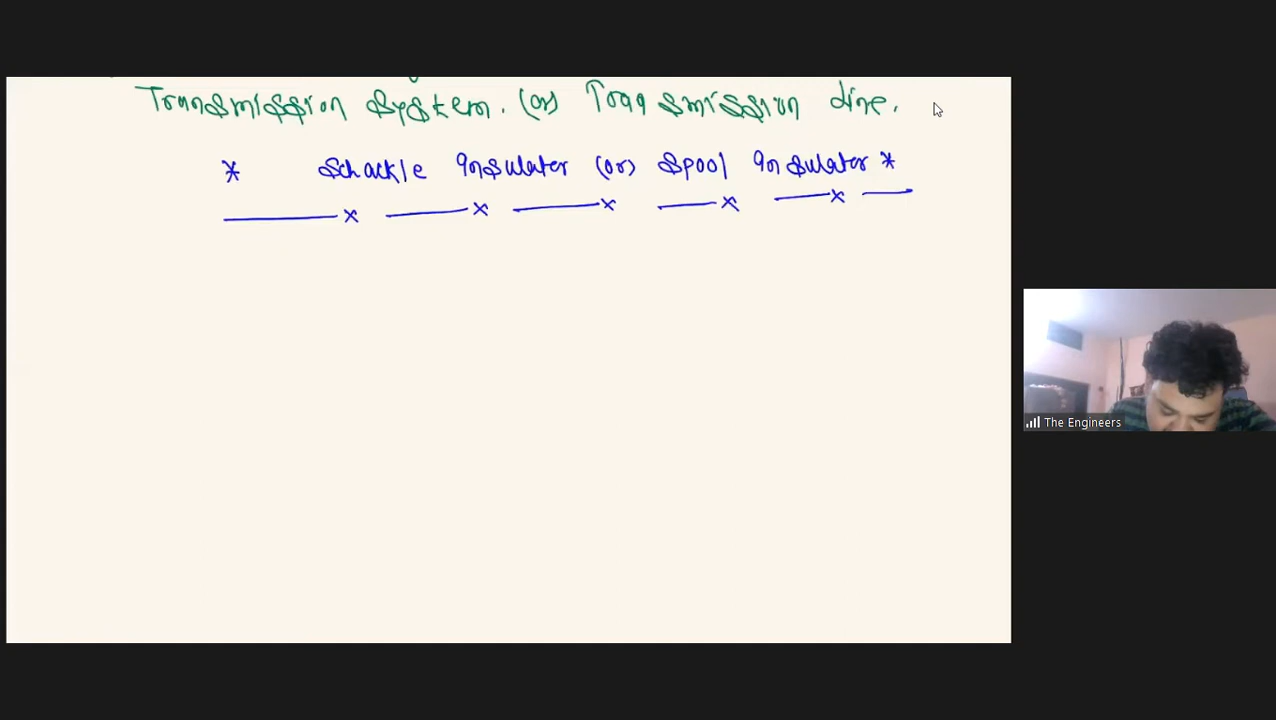 Transmission System. (or) Transmission line.
* Schackle Insulator (or) Spool Insulator *
The Engineers